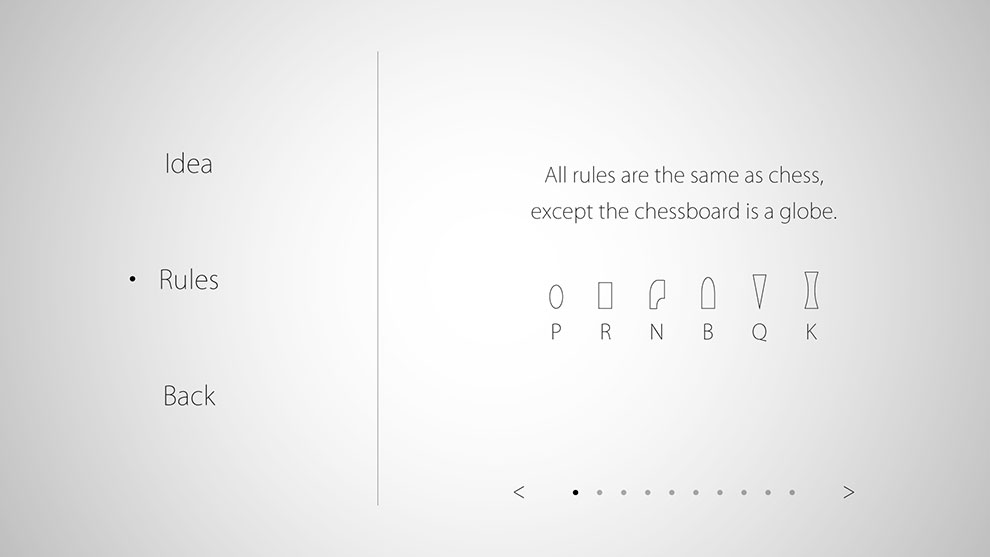 Idea
Rules
Back
All rules are the same as chess,
except the chessboard is a globe.
P R N B Q K
< >